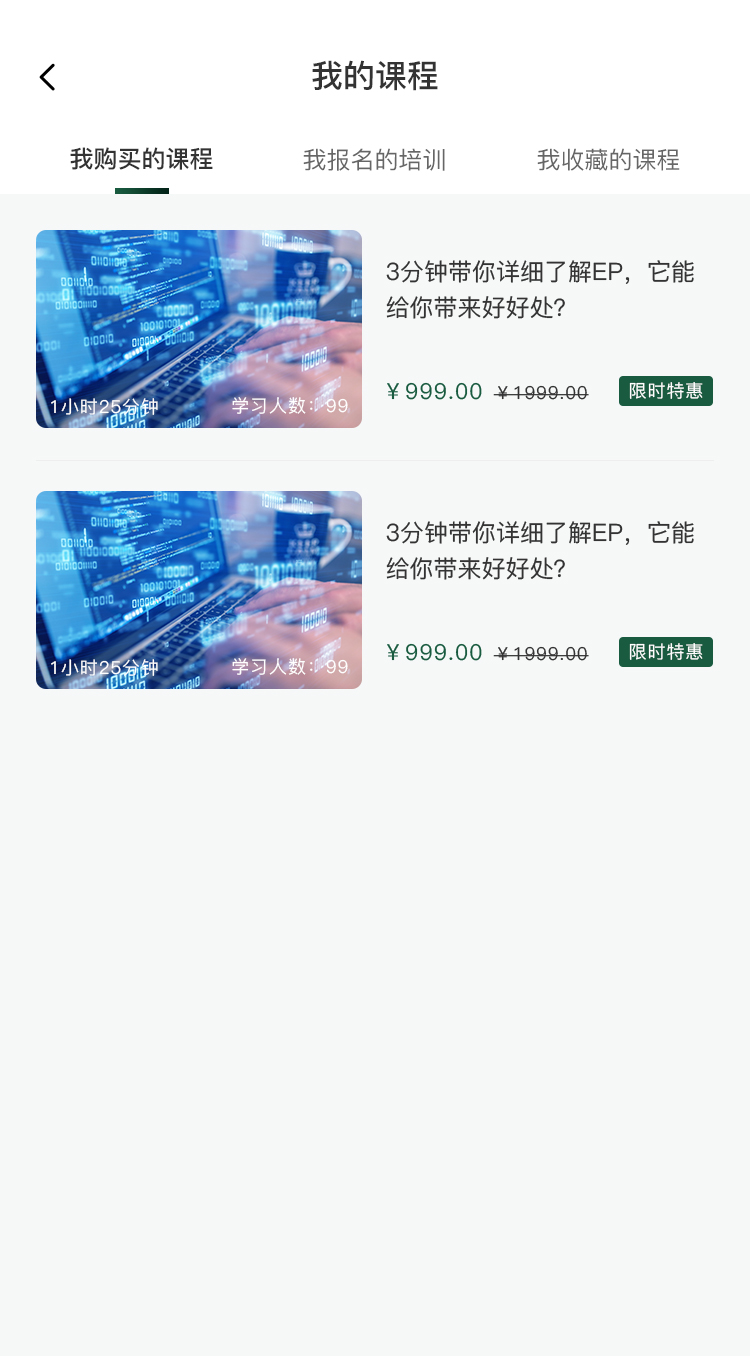 我的课程
我购买的课程 我报名的培训 我收藏的课程
3分钟带你详细了解EP，它能
给你带来好好处?
1小时25分钟 学习人数：99
¥ 999.00 ¥ 1999.00 限时特惠
3分钟带你详细了解EP，它能
给你带来好好处?
1小时25分钟 学习人数：99
¥ 999.00 ¥ 1999.00 限时特惠